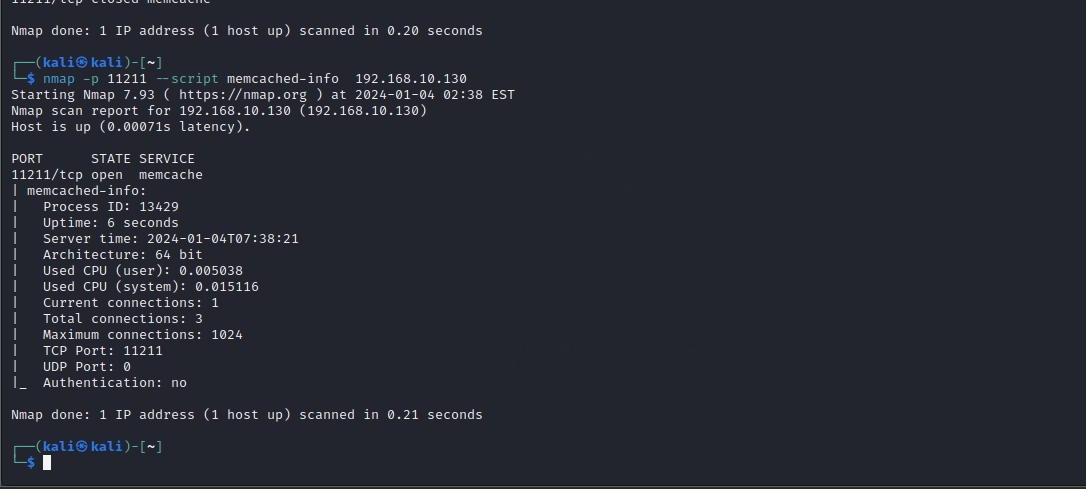 11211/tcp closed memcache
Nmap done: 1 IP address (1 host up) scanned in 0.20 seconds
┌──(kali㉿kali)-[~]
└─$ nmap -p 11211 --script memcached-info  192.168.10.130
Starting Nmap 7.93 ( https://nmap.org ) at 2024-01-04 02:38 EST
Nmap scan report for 192.168.10.130 (192.168.10.130)
Host is up (0.00071s latency).
PORT      STATE SERVICE
11211/tcp open  memcache
| memcached-info:
|   Process ID: 13429
|   Uptime: 6 seconds
|   Server time: 2024-01-04T07:38:21
|   Architecture: 64 bit
|   Used CPU (user): 0.005038
|   Used CPU (system): 0.015116
|   Current connections: 1
|   Total connections: 3
|   Maximum connections: 1024
|   TCP Port: 11211
|   UDP Port: 0
|_  Authentication: no
Nmap done: 1 IP address (1 host up) scanned in 0.21 seconds
┌──(kali㉿kali)-[~]
└─$